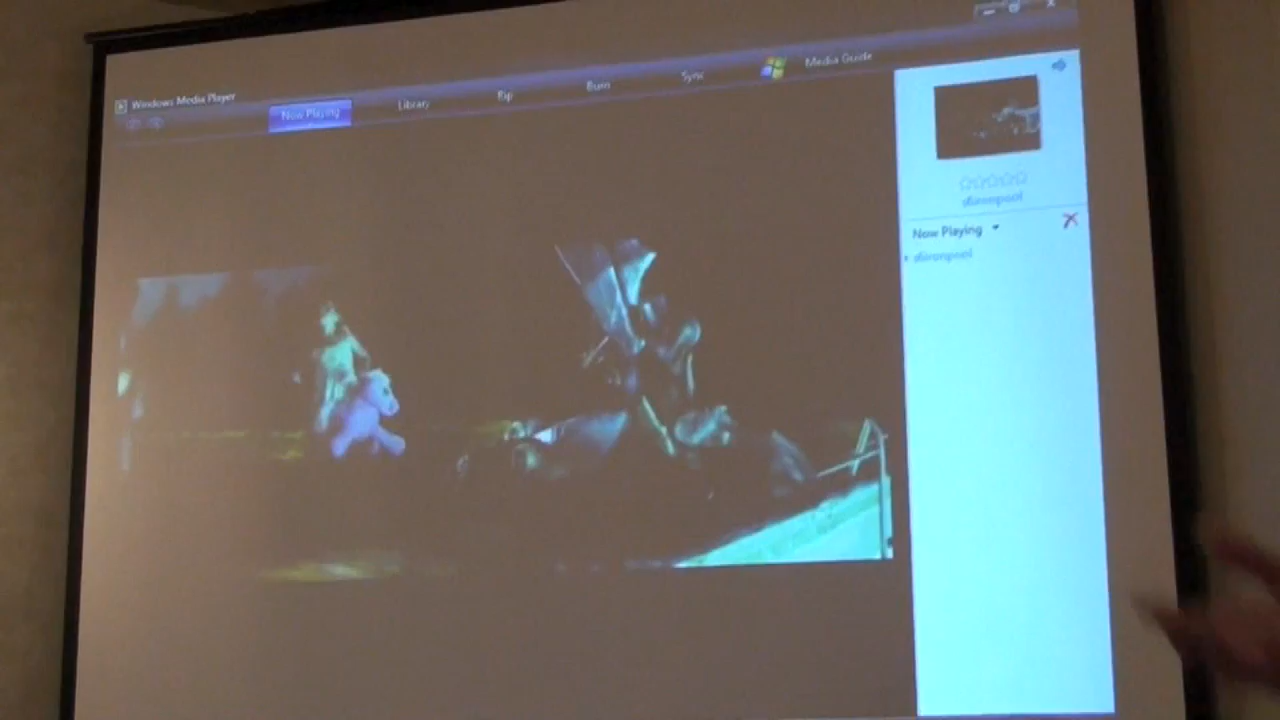 Windows Media Player
Now Playing
Library
Rip
Burn
Sync
Media Guide
Now Playing